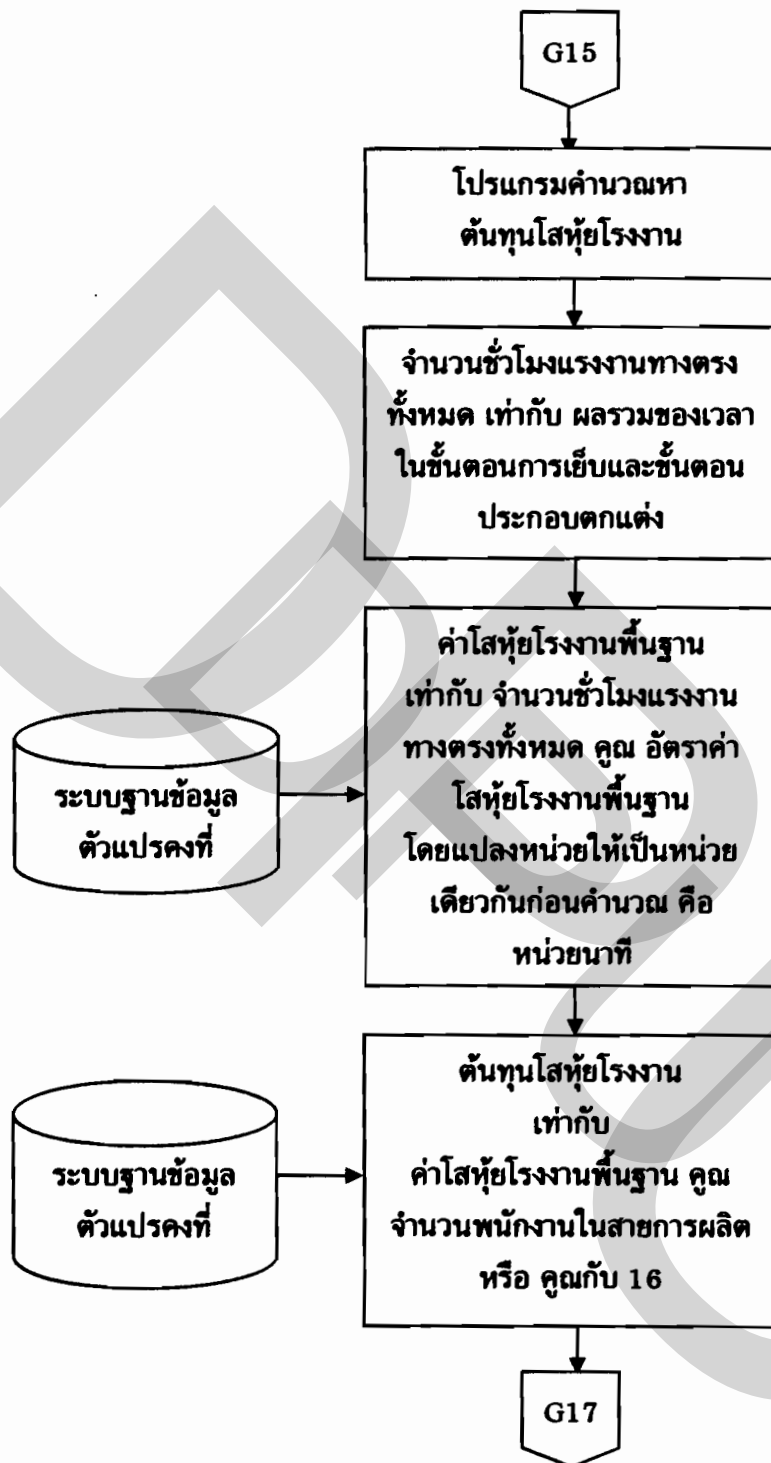 G15
โปรแกรมคำนวณหา
ต้นทุนโสหุ้ยโรงงาน
จำนวนชั่วโมงแรงงานทางตรง
ทั้งหมด เท่ากับ ผลรวมของเวลา
ในขั้นตอนการเย็บและขั้นตอน
ประกอบตกแต่ง
ค่าโสหุ้ยโรงงานพื้นฐาน
เท่ากับ จำนวนชั่วโมงแรงงาน
ทางตรงทั้งหมด คูณ อัตราค่า
โสหุ้ยโรงงานพื้นฐาน
โดยแปลงหน่วยให้เป็นหน่วย
เดียวกันก่อนคำนวณ คือ
หน่วยนาที
ระบบฐานข้อมูล
ตัวแปรคงที่
ต้นทุนโสหุ้ยโรงงาน
เท่ากับ
ค่าโสหุ้ยโรงงานพื้นฐาน คูณ
จำนวนพนักงานในสายการผลิต
หรือ คูณกับ 16
ระบบฐานข้อมูล
ตัวแปรคงที่
G17